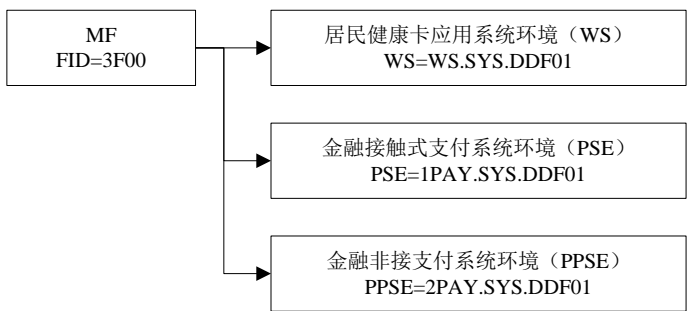 MF
FID=3F00
居民健康卡应用系统环境（WS）
WS=WS.SYS.DDF01
金融接触式支付系统环境（PSE）
PSE=1PAY.SYS.DDF01
金融非接支付系统环境（PPSE）
PPSE=2PAY.SYS.DDF01